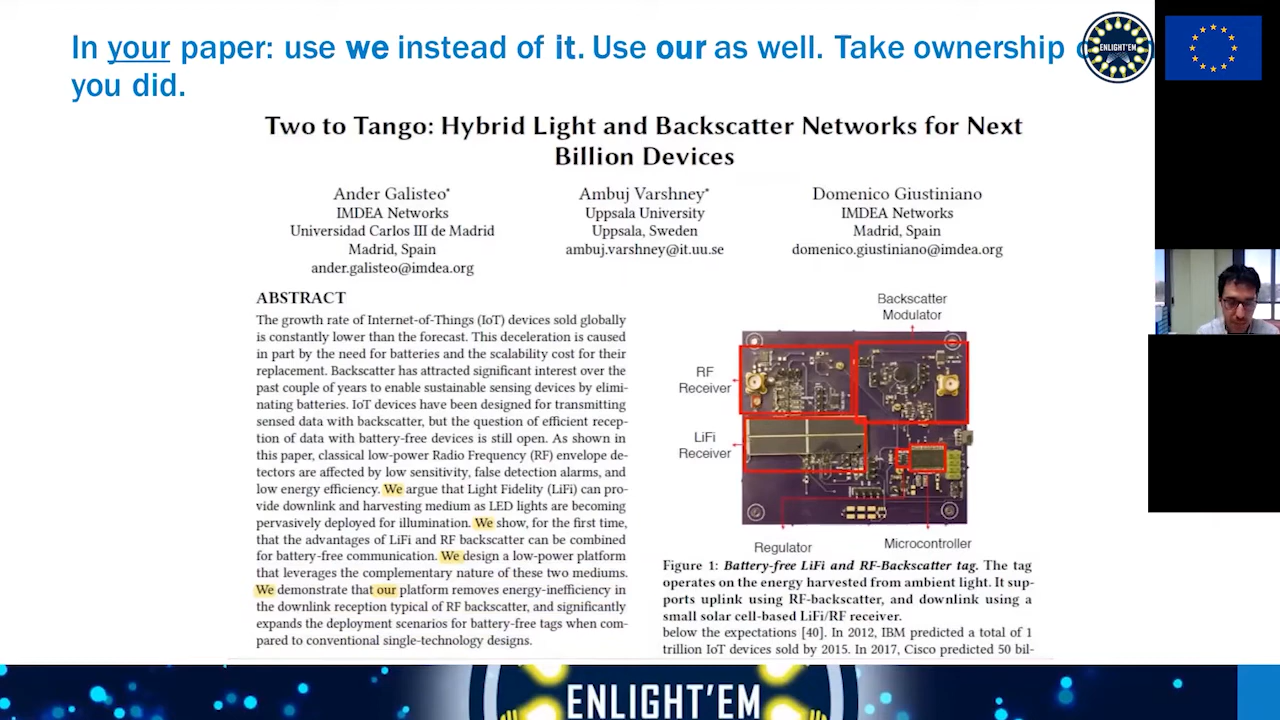 In your paper: use we instead of it. Use our as well. Take ownership
you did.
ENLIGHT'EM
Two to Tango: Hybrid Light and Backscatter Networks for Next
Billion Devices
Ander Galisteo*
IMDEA Networks
Universidad Carlos III de Madrid
Madrid, Spain
ander.galisteo@imdea.org
Ambuj Varshney*
Uppsala University
Uppsala, Sweden
ambuj.varshney@it.uu.se
Domenico Giustiniano
IMDEA Networks
Madrid, Spain
domenico.giustiniano@imdea.org
ABSTRACT
The growth rate of Internet-of-Things (IoT) devices sold globally
is constantly lower than the forecast. This deceleration is caused
in part by the need for batteries and the scalability cost for their
replacement. Backscatter has attracted significant interest over the
past couple of years to enable sustainable sensing devices by elimi-
nating batteries. IoT devices have been designed for transmitting
sensed data with backscatter, but the question of efficient recep-
tion of data with battery-free devices is still open. As shown in
this paper, classical low-power Radio Frequency (RF) envelope de-
tectors are affected by low sensitivity, false detection alarms, and
low energy efficiency. We argue that Light Fidelity (LiFi) can pro-
vide downlink and harvesting medium as LED lights are becoming
pervasively deployed for illumination. We show, for the first time,
that the advantages of LiFi and RF backscatter can be combined
for battery-free communication. We design a low-power platform
that leverages the complementary nature of these two mediums.
We demonstrate that our platform removes energy-inefficiency in
the downlink reception typical of RF backscatter, and significantly
expands the deployment scenarios for battery-free tags when com-
pared to conventional single-technology designs.
Backscatter
Modulator
RF
Receiver
LiFi
Receiver
Regulator
Microcontroller
Figure 1: Battery-free LiFi and RF-Backscatter tag. The tag
operates on the energy harvested from ambient light. It sup-
ports uplink using RF-backscatter, and downlink using a
small solar cell-based LiFi/RF receiver.
below the expectations [40]. In 2012, IBM predicted a total of 1
trillion IoT devices sold by 2015. In 2017, Cisco predicted 50 bil-
ENLIGHT'EM